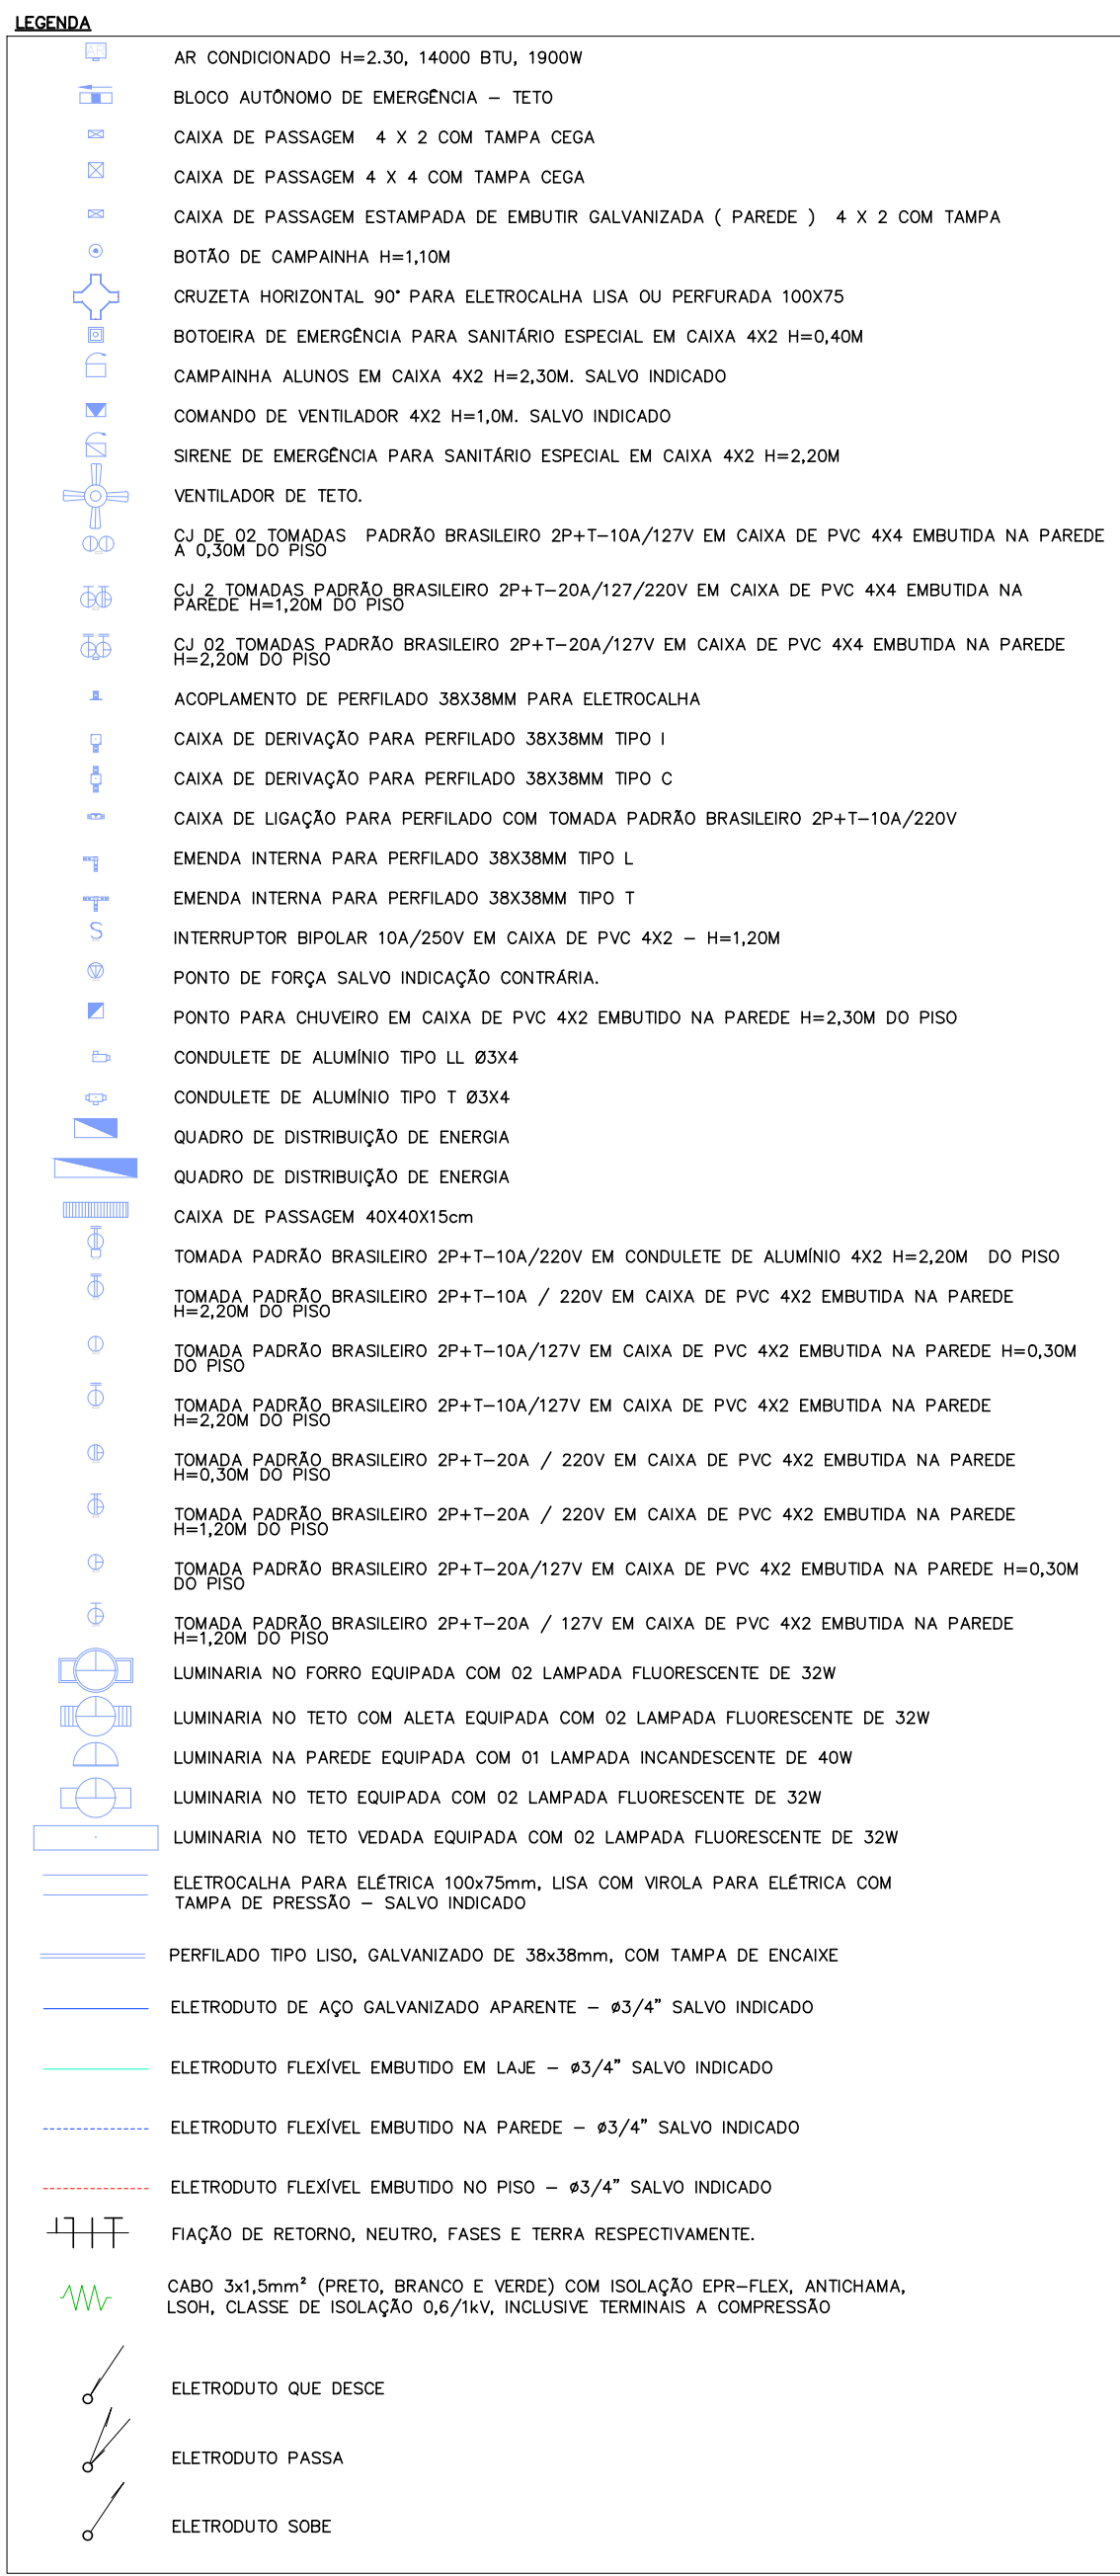 LEGENDA
AR
AR CONDICIONADO H=2.30, 14000 BTU, 1900W
BLOCO AUTÔNOMO DE EMERGÊNCIA – TETO
CAIXA DE PASSAGEM 4 X 2 COM TAMPA CEGA
CAIXA DE PASSAGEM 4 X 4 COM TAMPA CEGA
CAIXA DE PASSAGEM ESTAMPADA DE EMBUTIR GALVANIZADA ( PAREDE ) 4 X 2 COM TAMPA
BOTÃO DE CAMPAINHA H=1,10M
CRUZETA HORIZONTAL 90° PARA ELETROCALHA LISA OU PERFURADA 100X75
BOTOEIRA DE EMERGÊNCIA PARA SANITÁRIO ESPECIAL EM CAIXA 4X2 H=0,40M
CAMPAINHA ALUNOS EM CAIXA 4X2 H=2,30M. SALVO INDICADO
COMANDO DE VENTILADOR 4X2 H=1,0M. SALVO INDICADO
SIRENE DE EMERGÊNCIA PARA SANITÁRIO ESPECIAL EM CAIXA 4X2 H=2,20M
VENTILADOR DE TETO.
CJ DE 02 TOMADAS PADRÃO BRASILEIRO 2P+T–10A/127V EM CAIXA DE PVC 4X4 EMBUTIDA NA PAREDE
A 0,30M DO PISO
CJ 2 TOMADAS PADRÃO BRASILEIRO 2P+T–20A/127/220V EM CAIXA DE PVC 4X4 EMBUTIDA NA
PAREDE H=1,20M DO PISO
CJ 02 TOMADAS PADRÃO BRASILEIRO 2P+T–20A/127V EM CAIXA DE PVC 4X4 EMBUTIDA NA PAREDE
H=2,20M DO PISO
ACOPLAMENTO DE PERFILADO 38X38MM PARA ELETROCALHA
CAIXA DE DERIVAÇÃO PARA PERFILADO 38X38MM TIPO I
CAIXA DE DERIVAÇÃO PARA PERFILADO 38X38MM TIPO C
CAIXA DE LIGAÇÃO PARA PERFILADO COM TOMADA PADRÃO BRASILEIRO 2P+T–10A/220V
EMENDA INTERNA PARA PERFILADO 38X38MM TIPO L
EMENDA INTERNA PARA PERFILADO 38X38MM TIPO T
S
INTERRUPTOR BIPOLAR 10A/250V EM CAIXA DE PVC 4X2 – H=1,20M
PONTO DE FORÇA SALVO INDICAÇÃO CONTRÁRIA.
PONTO PARA CHUVEIRO EM CAIXA DE PVC 4X2 EMBUTIDO NA PAREDE H=2,30M DO PISO
CONDULETE DE ALUMÍNIO TIPO LL Ø3X4
CONDULETE DE ALUMÍNIO TIPO T Ø3X4
QUADRO DE DISTRIBUIÇÃO DE ENERGIA
QUADRO DE DISTRIBUIÇÃO DE ENERGIA
CAIXA DE PASSAGEM 40X40X15cm
TOMADA PADRÃO BRASILEIRO 2P+T–10A/220V EM CONDULETE DE ALUMÍNIO 4X2 H=2,20M DO PISO
TOMADA PADRÃO BRASILEIRO 2P+T–10A / 220V EM CAIXA DE PVC 4X2 EMBUTIDA NA PAREDE
H=2,20M DO PISO
TOMADA PADRÃO BRASILEIRO 2P+T–10A/127V EM CAIXA DE PVC 4X2 EMBUTIDA NA PAREDE H=0,30M
DO PISO
TOMADA PADRÃO BRASILEIRO 2P+T–10A/127V EM CAIXA DE PVC 4X2 EMBUTIDA NA PAREDE
H=2,20M DO PISO
TOMADA PADRÃO BRASILEIRO 2P+T–20A / 220V EM CAIXA DE PVC 4X2 EMBUTIDA NA PAREDE
H=0,30M DO PISO
TOMADA PADRÃO BRASILEIRO 2P+T–20A / 220V EM CAIXA DE PVC 4X2 EMBUTIDA NA PAREDE
H=1,20M DO PISO
TOMADA PADRÃO BRASILEIRO 2P+T–20A/127V EM CAIXA DE PVC 4X2 EMBUTIDA NA PAREDE H=0,30M
DO PISO
TOMADA PADRÃO BRASILEIRO 2P+T–20A / 127V EM CAIXA DE PVC 4X2 EMBUTIDA NA PAREDE
H=1,20M DO PISO
LUMINARIA NO FORRO EQUIPADA COM 02 LAMPADA FLUORESCENTE DE 32W
LUMINARIA NO TETO COM ALETA EQUIPADA COM 02 LAMPADA FLUORESCENTE DE 32W
LUMINARIA NA PAREDE EQUIPADA COM 01 LAMPADA INCANDESCENTE DE 40W
LUMINARIA NO TETO EQUIPADA COM 02 LAMPADA FLUORESCENTE DE 32W
LUMINARIA NO TETO VEDADA EQUIPADA COM 02 LAMPADA FLUORESCENTE DE 32W
ELETROCALHA PARA ELÉTRICA 100x75mm, LISA COM VIROLA PARA ELÉTRICA COM
TAMPA DE PRESSÃO – SALVO INDICADO
PERFILADO TIPO LISO, GALVANIZADO DE 38x38mm, COM TAMPA DE ENCAIXE
ELETRODUTO DE AÇO GALVANIZADO APARENTE – ø3/4" SALVO INDICADO
ELETRODUTO FLEXÍVEL EMBUTIDO EM LAJE – ø3/4" SALVO INDICADO
ELETRODUTO FLEXÍVEL EMBUTIDO NA PAREDE – ø3/4" SALVO INDICADO
ELETRODUTO FLEXÍVEL EMBUTIDO NO PISO – ø3/4" SALVO INDICADO
FIAÇÃO DE RETORNO, NEUTRO, FASES E TERRA RESPECTIVAMENTE.
CABO 3x1,5mm² (PRETO, BRANCO E VERDE) COM ISOLAÇÃO EPR–FLEX, ANTICHAMA,
LSOH, CLASSE DE ISOLAÇÃO 0,6/1kV, INCLUSIVE TERMINAIS A COMPRESSÃO
ELETRODUTO QUE DESCE
ELETRODUTO PASSA
ELETRODUTO SOBE